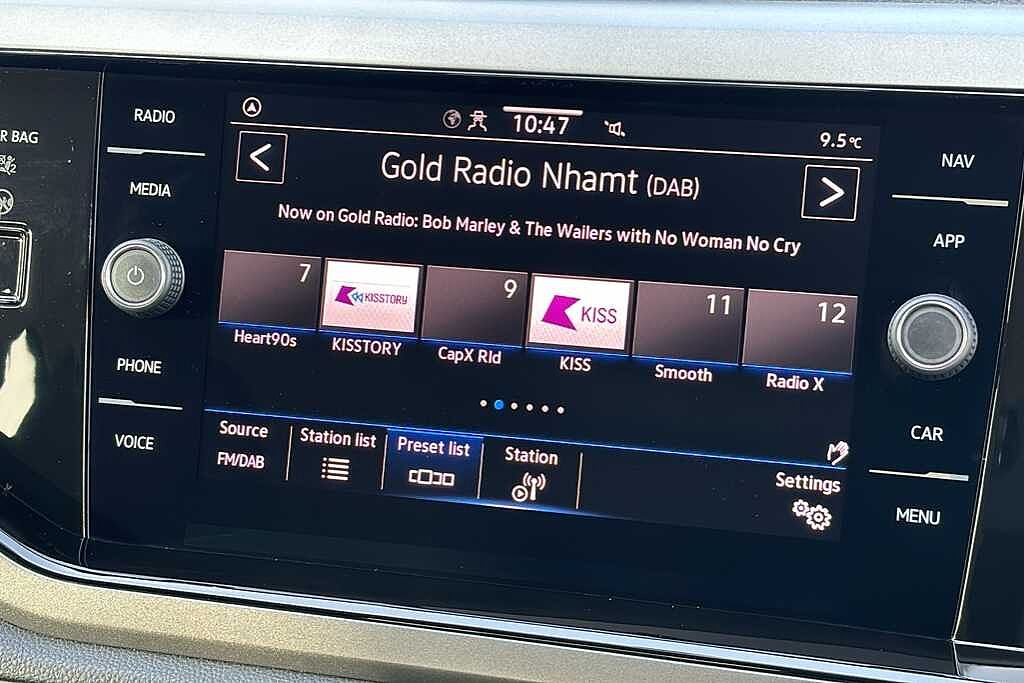 R BAG
RADIO
MEDIA
PHONE
VOICE
10:47
9.5°C
Gold Radio Nhamt (DAB)
Now on Gold Radio: Bob Marley & The Wailers with No Woman No Cry
7
KISSTORY
9
KISS
11
12
Heart90s
KISSTORY
CapX Rld
KISS
Smooth
Radio X
Source
FM/DAB
Station list
Preset list
Station
Settings
NAV
APP
CAR
MENU